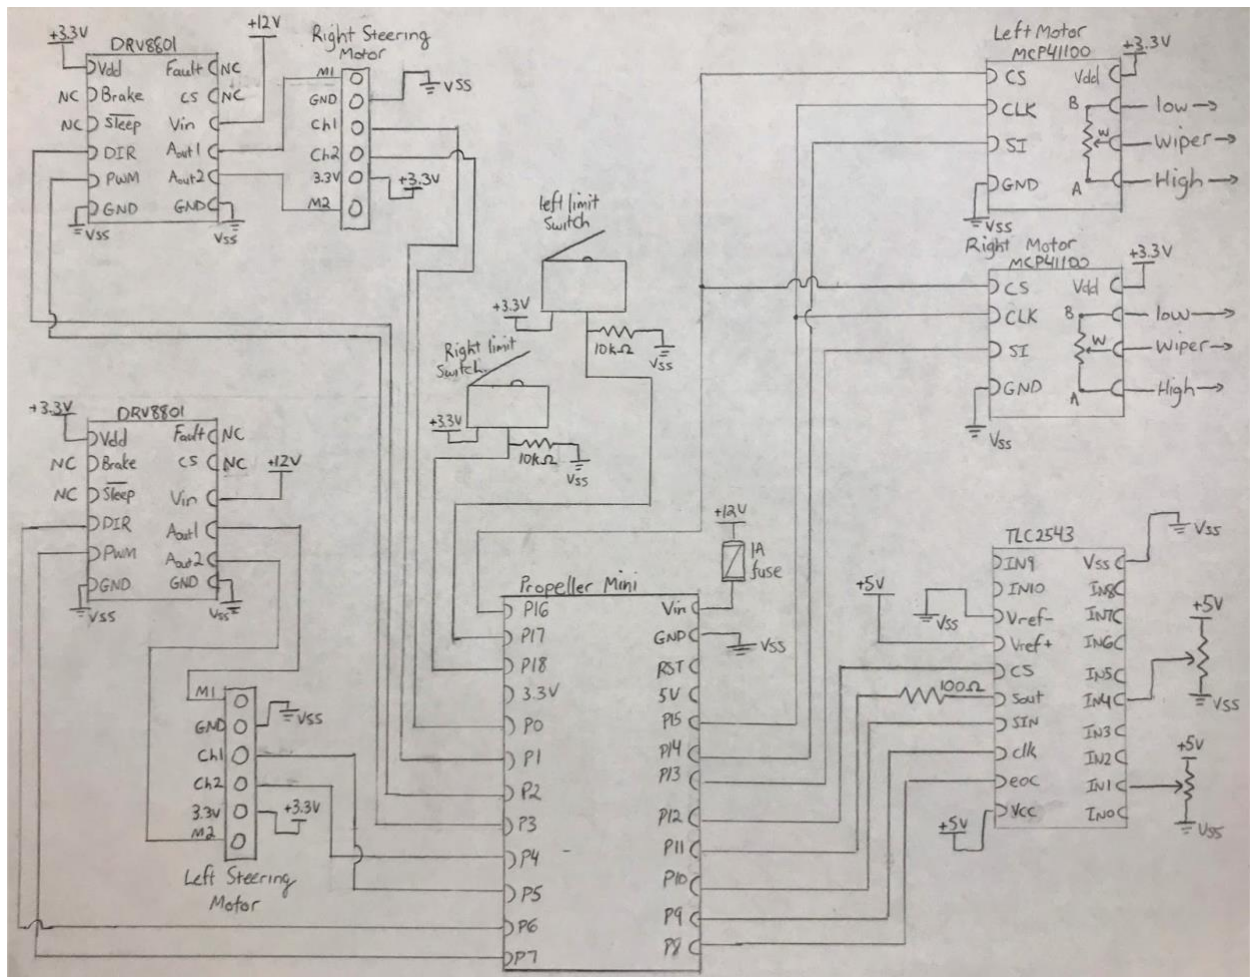 +3.3V
DRV8801
+12V
Vdd
Fault
NC
NC
Brake
CS
NC
NC
Sleep
Vin
DIR
Aout1
PWM
Aout2
GND
GND
Vss
Vss
Right Steering
Motor
M1
GND
Vss
Ch1
Ch2
3.3V
+3.3V
M2
left limit
Switch
+3.3V
10kΩ
Vss
Right limit
Switch
+3.3V
10kΩ
Vss
Left Motor
MCP41100
+3.3V
CS
Vdd
CLK
B
low
SI
W
Wiper
GND
A
High
Vss
Right Motor
MCP41100
+3.3V
CS
Vdd
CLK
B
low
SI
W
Wiper
GND
A
High
Vss
+3.3V
DRV8801
Vdd
Fault
NC
NC
Brake
CS
NC
+12V
NC
Sleep
Vin
DIR
Aout1
PWM
Aout2
GND
GND
Vss
Vss
M1
GND
Vss
Ch1
Ch2
3.3V
+3.3V
M2
Left Steering
Motor
+12V
1A
fuse
Propeller Mini
P16
Vin
P17
GND
Vss
P18
RST
3.3V
5V
P0
P15
P1
P14
P2
P13
P3
P12
P4
P11
P5
P10
P6
P9
P7
P8
TLC2543
Vss
IN9
Vss
IN10
IN8
+5V
Vss
Vref-
IN7
Vref+
IN6
CS
IN5
100Ω
Sout
IN4
SIN
IN3
clk
IN2
eoc
IN1
+5V
Vcc
IN0
+5V
Vss
+5V
Vss